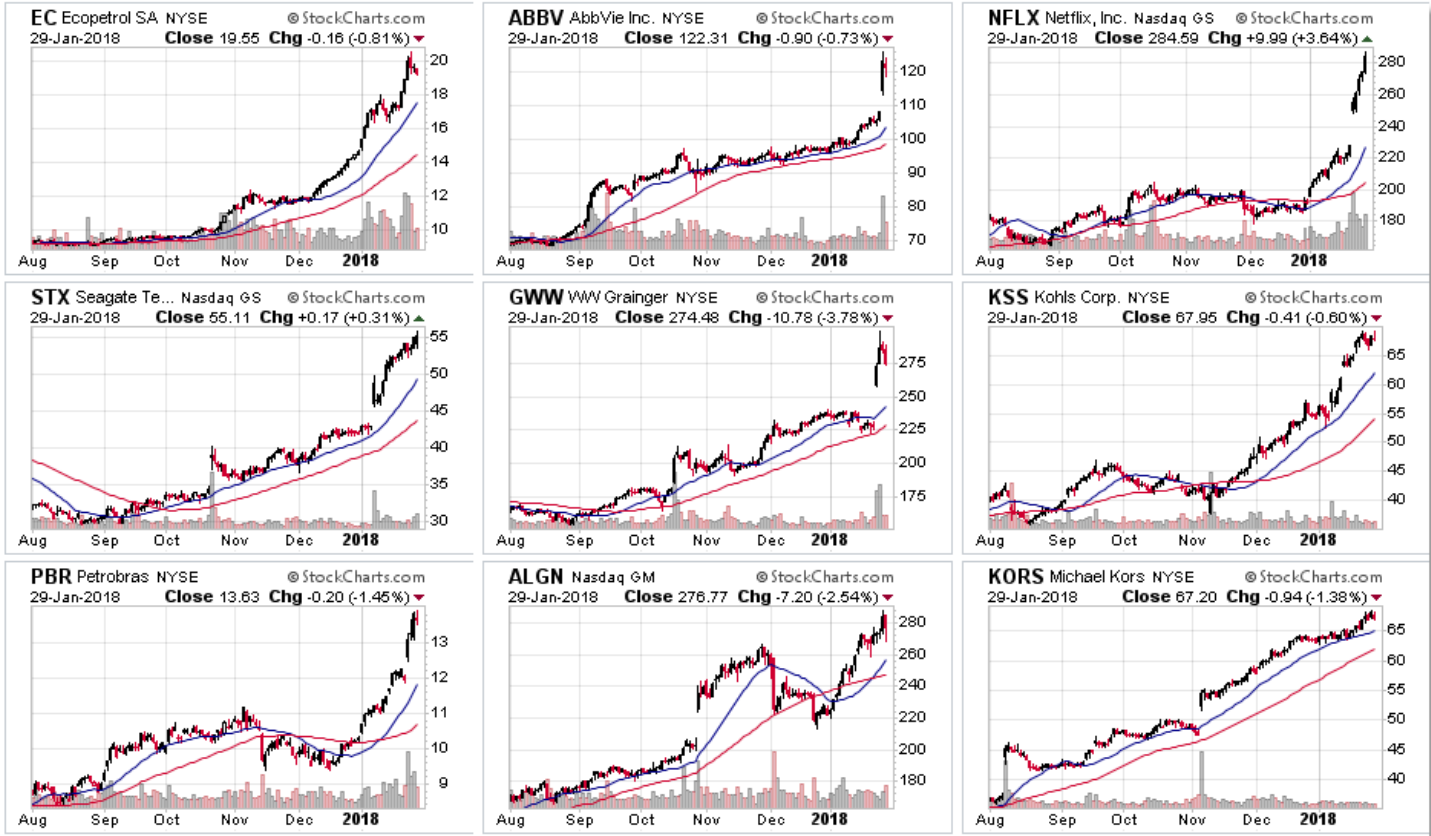 EC Ecopetrol SA NYSE © StockCharts.com
29-Jan-2018 Close 19.55 Chg -0.16 (-0.81%)
20
18
16
14
12
10
Aug Sep Oct Nov Dec 2018
ABBV AbbVie Inc. NYSE © StockCharts.com
29-Jan-2018 Close 122.31 Chg -0.90 (-0.73%)
120
110
100
90
80
70
Aug Sep Oct Nov Dec 2018
NFLX Netflix, Inc. Nasdaq GS © StockCharts.com
29-Jan-2018 Close 284.59 Chg +9.99 (+3.64%)
280
260
240
220
200
180
Aug Sep Oct Nov Dec 2018
STX Seagate Te... Nasdaq GS © StockCharts.com
29-Jan-2018 Close 55.11 Chg +0.17 (+0.31%)
55
50
45
40
35
30
Aug Sep Oct Nov Dec 2018
GWW WW Grainger NYSE © StockCharts.com
29-Jan-2018 Close 274.48 Chg -10.78 (-3.78%)
275
250
225
200
175
Aug Sep Oct Nov Dec 2018
KSS Kohls Corp. NYSE © StockCharts.com
29-Jan-2018 Close 67.95 Chg -0.41 (-0.60%)
65
60
55
50
45
40
Aug Sep Oct Nov Dec 2018
PBR Petrobras NYSE © StockCharts.com
29-Jan-2018 Close 13.63 Chg -0.20 (-1.45%)
13
12
11
10
9
Aug Sep Oct Nov Dec 2018
ALGN Nasdaq GM © StockCharts.com
29-Jan-2018 Close 276.77 Chg -7.20 (-2.54%)
280
260
240
220
200
180
Aug Sep Oct Nov Dec 2018
KORS Michael Kors NYSE © StockCharts.com
29-Jan-2018 Close 67.20 Chg -0.94 (-1.38%)
65
60
55
50
45
40
Aug Sep Oct Nov Dec 2018